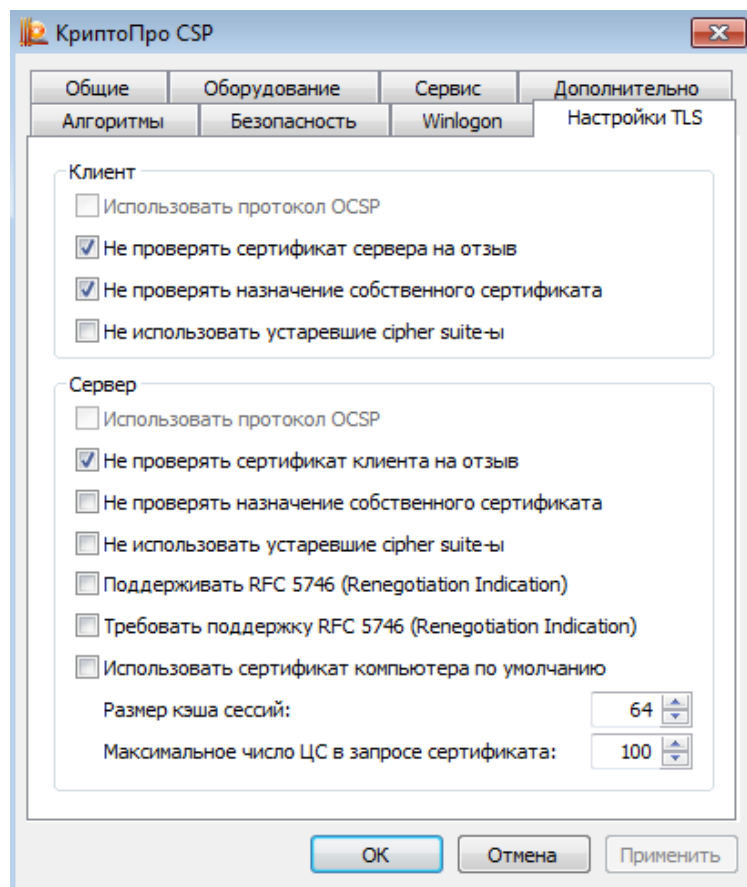 КриптоПро CSP
Общие Оборудование Сервис Дополнительно
Алгоритмы Безопасность Winlogon Настройки TLS
Клиент
Использовать протокол OCSP
Не проверять сертификат сервера на отзыв
Не проверять назначение собственного сертификата
Не использовать устаревшие cipher suite-ы
Сервер
Использовать протокол OCSP
Не проверять сертификат клиента на отзыв
Не проверять назначение собственного сертификата
Не использовать устаревшие cipher suite-ы
Поддерживать RFC 5746 (Renegotiation Indication)
Требовать поддержку RFC 5746 (Renegotiation Indication)
Использовать сертификат компьютера по умолчанию
Размер кэша сессий: 64
Максимальное число ЦС в запросе сертификата: 100
ОК Отмена Применить